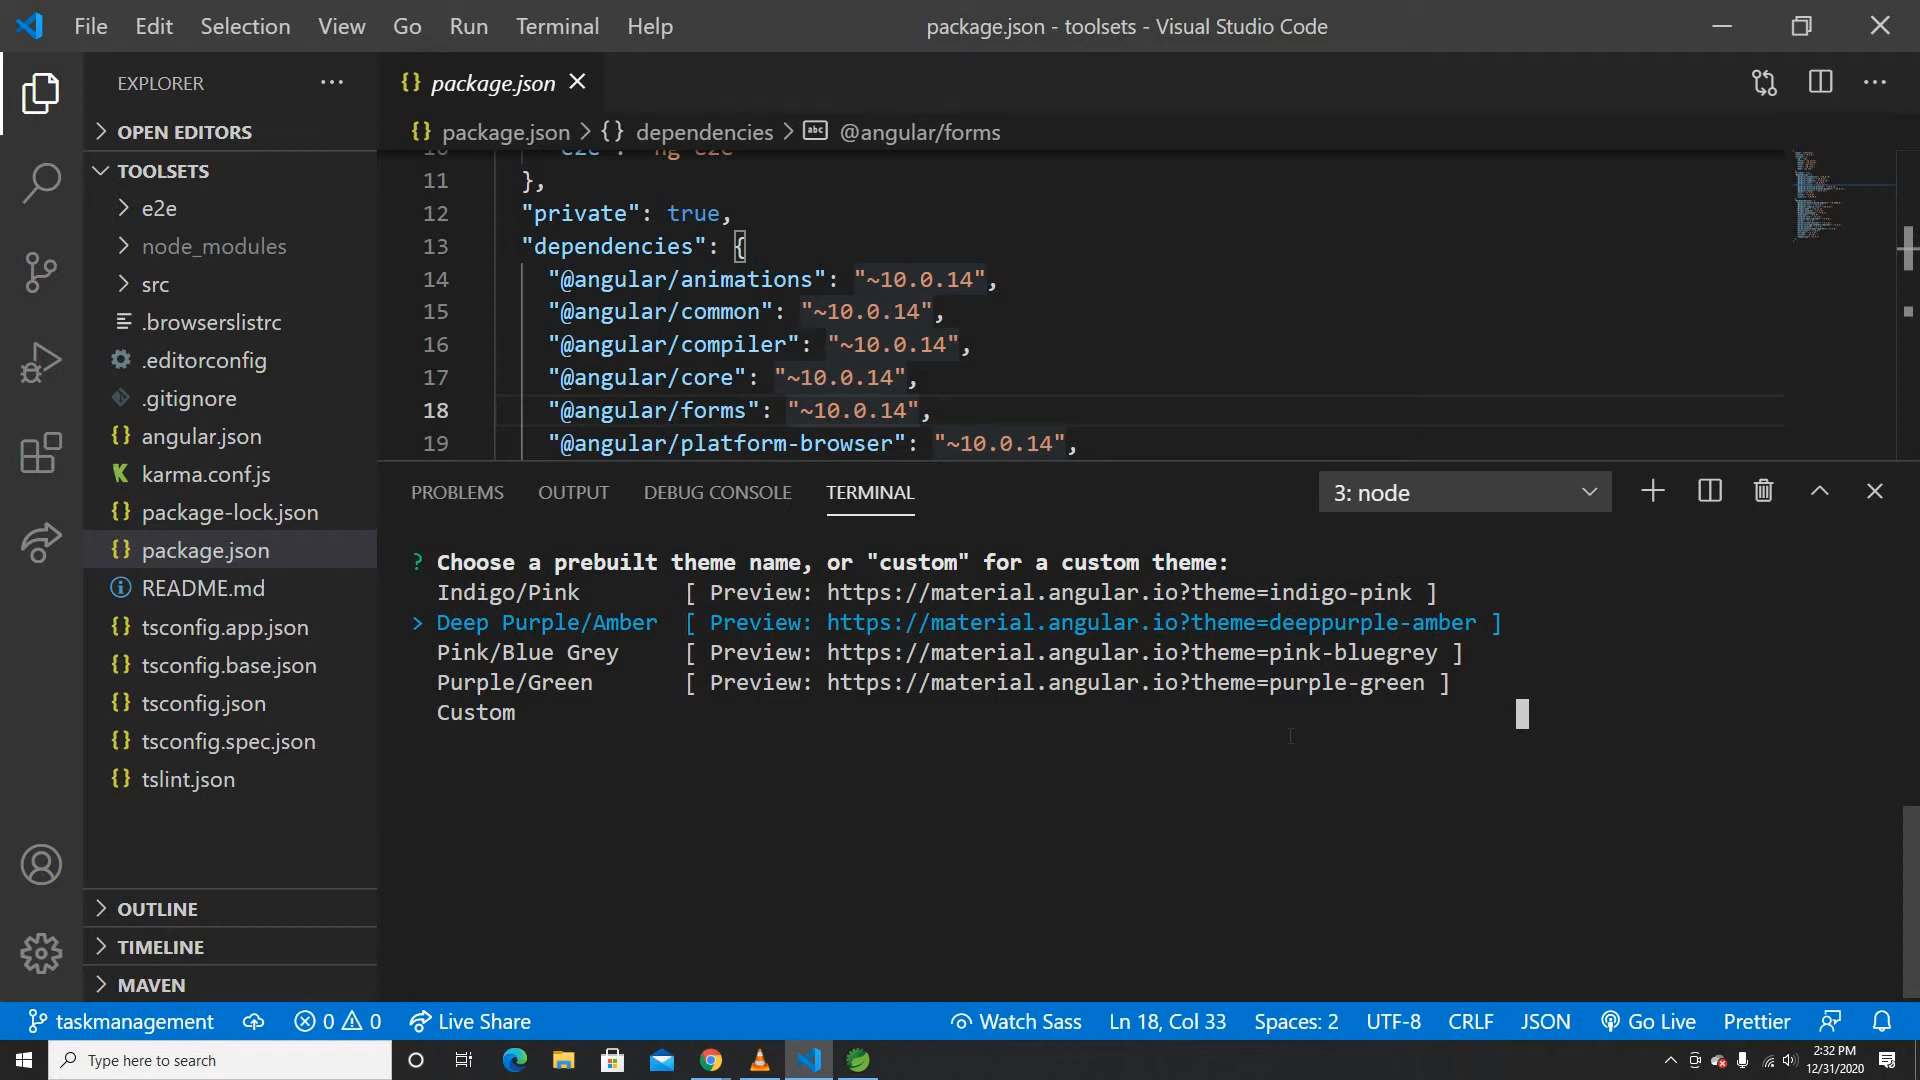 File Edit Selection View Go Run Terminal Help
package.json - toolsets - Visual Studio Code
EXPLORER
OPEN EDITORS
TOOLSETS
e2e
node_modules
src
.browserslistrc
.editorconfig
.gitignore
angular.json
karma.conf.js
package-lock.json
package.json
README.md
tsconfig.app.json
tsconfig.base.json
tsconfig.json
tsconfig.spec.json
tslint.json
OUTLINE
TIMELINE
MAVEN
{} package.json
{} package.json > {} dependencies > abc @angular/forms
11 },
12 "private": true,
13 "dependencies": {
14 "@angular/animations": "~10.0.14",
15 "@angular/common": "~10.0.14",
16 "@angular/compiler": "~10.0.14",
17 "@angular/core": "~10.0.14",
18 "@angular/forms": "~10.0.14",
19 "@angular/platform-browser": "~10.0.14",
PROBLEMS OUTPUT DEBUG CONSOLE TERMINAL 3: node
? Choose a prebuilt theme name, or "custom" for a custom theme:
Indigo/Pink [ Preview: https://material.angular.io?theme=indigo-pink ]
> Deep Purple/Amber [ Preview: https://material.angular.io?theme=deeppurple-amber ]
Pink/Blue Grey [ Preview: https://material.angular.io?theme=pink-bluegrey ]
Purple/Green [ Preview: https://material.angular.io?theme=purple-green ]
Custom
taskmanagement 0 0 Live Share Watch Sass Ln 18, Col 33 Spaces: 2 UTF-8 CRLF JSON Go Live Prettier
Type here to search
2:32 PM
12/31/2020